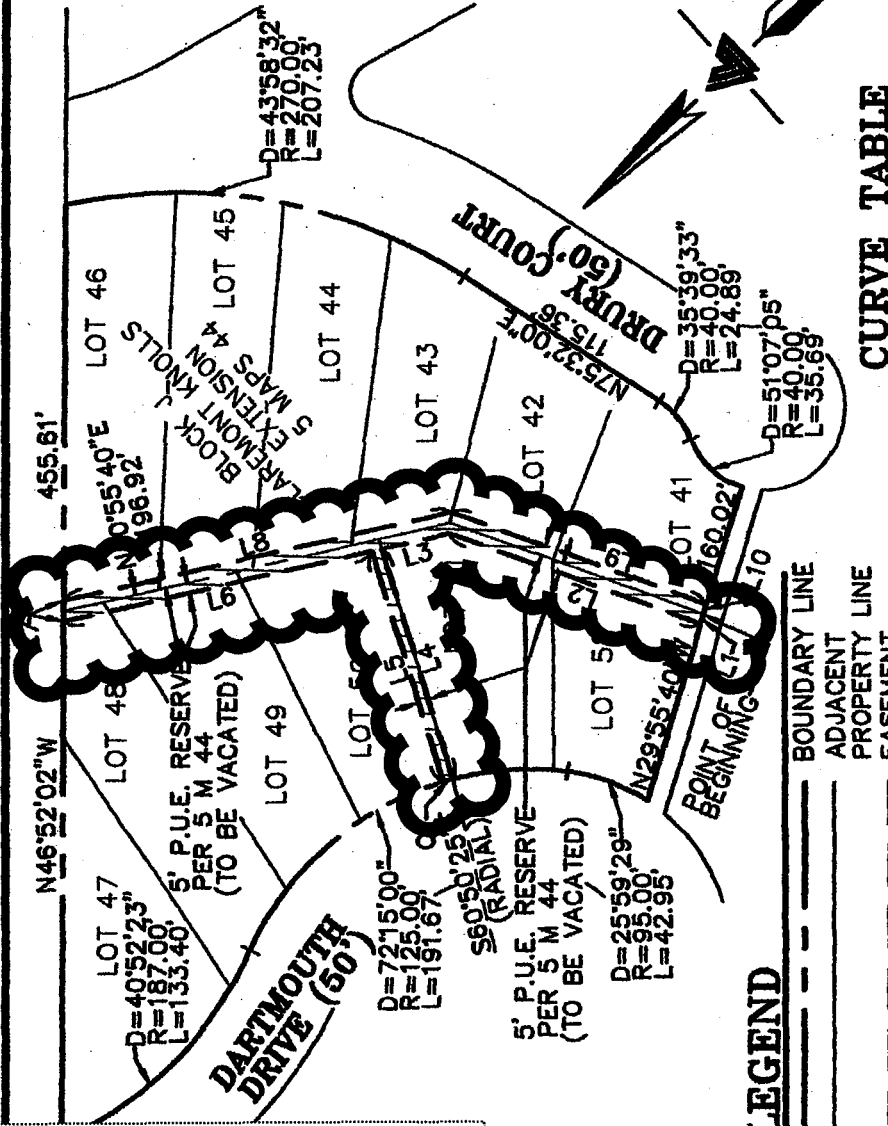 455.61'
N46°52'02"W
D=43°58'32"
R=270.00'
L=207.23'
LOT 46
LOT 45
LOT 44
LOT 43
LOT 42
LOT 41
BLOCK J
LAREMONT KNOLLS
EXTENSION
5 MAPS 44
0°55'40"E
96.92'
DRURY COURT
(50')
N75°32'00"E
115.36'
D=35°39'33"
R=40.00'
L=24.89'
D=51°07'05"
R=40.00'
L=35.69'
CURVE TABLE
L8
L6
L3
L2
L4
L10
L1
160.02'
N29°55'40"W
POINT OF
BEGINNING
LOT 48
LOT 49
LOT 5
LOT 47
5' P.U.E. RESERVE
PER 5 M 44
(TO BE VACATED)
D=40°52'23"
R=187.00'
L=133.40'
DARTMOUTH
DRIVE (50')
D=72°15'00"
R=125.00'
L=191.67'
S60°50'25"
(RADIAL)
5' P.U.E. RESERVE
PER 5 M 44
(TO BE VACATED)
D=25°59'29"
R=95.00'
L=42.95'
EGEND
BOUNDARY LINE
ADJACENT
PROPERTY LINE